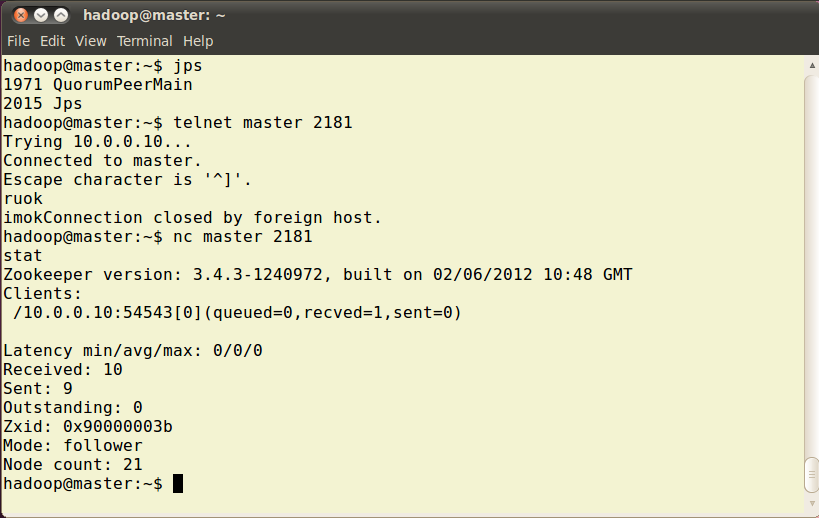 hadoop@master: ~
File Edit View Terminal Help
hadoop@master:~$ jps
1971 QuorumPeerMain
2015 Jps
hadoop@master:~$ telnet master 2181
Trying 10.0.0.10...
Connected to master.
Escape character is '^]'.
ruok
imokConnection closed by foreign host.
hadoop@master:~$ nc master 2181
stat
Zookeeper version: 3.4.3-1240972, built on 02/06/2012 10:48 GMT
Clients:
 /10.0.0.10:54543[0](queued=0,recved=1,sent=0)

Latency min/avg/max: 0/0/0
Received: 10
Sent: 9
Outstanding: 0
Zxid: 0x90000003b
Mode: follower
Node count: 21
hadoop@master:~$